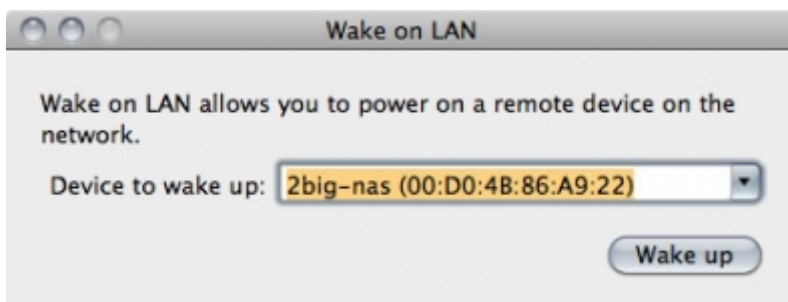 Wake on LAN
Wake on LAN allows you to power on a remote device on the
network.
Device to wake up: 2big-nas (00:D0:4B:86:A9:22)
Wake up